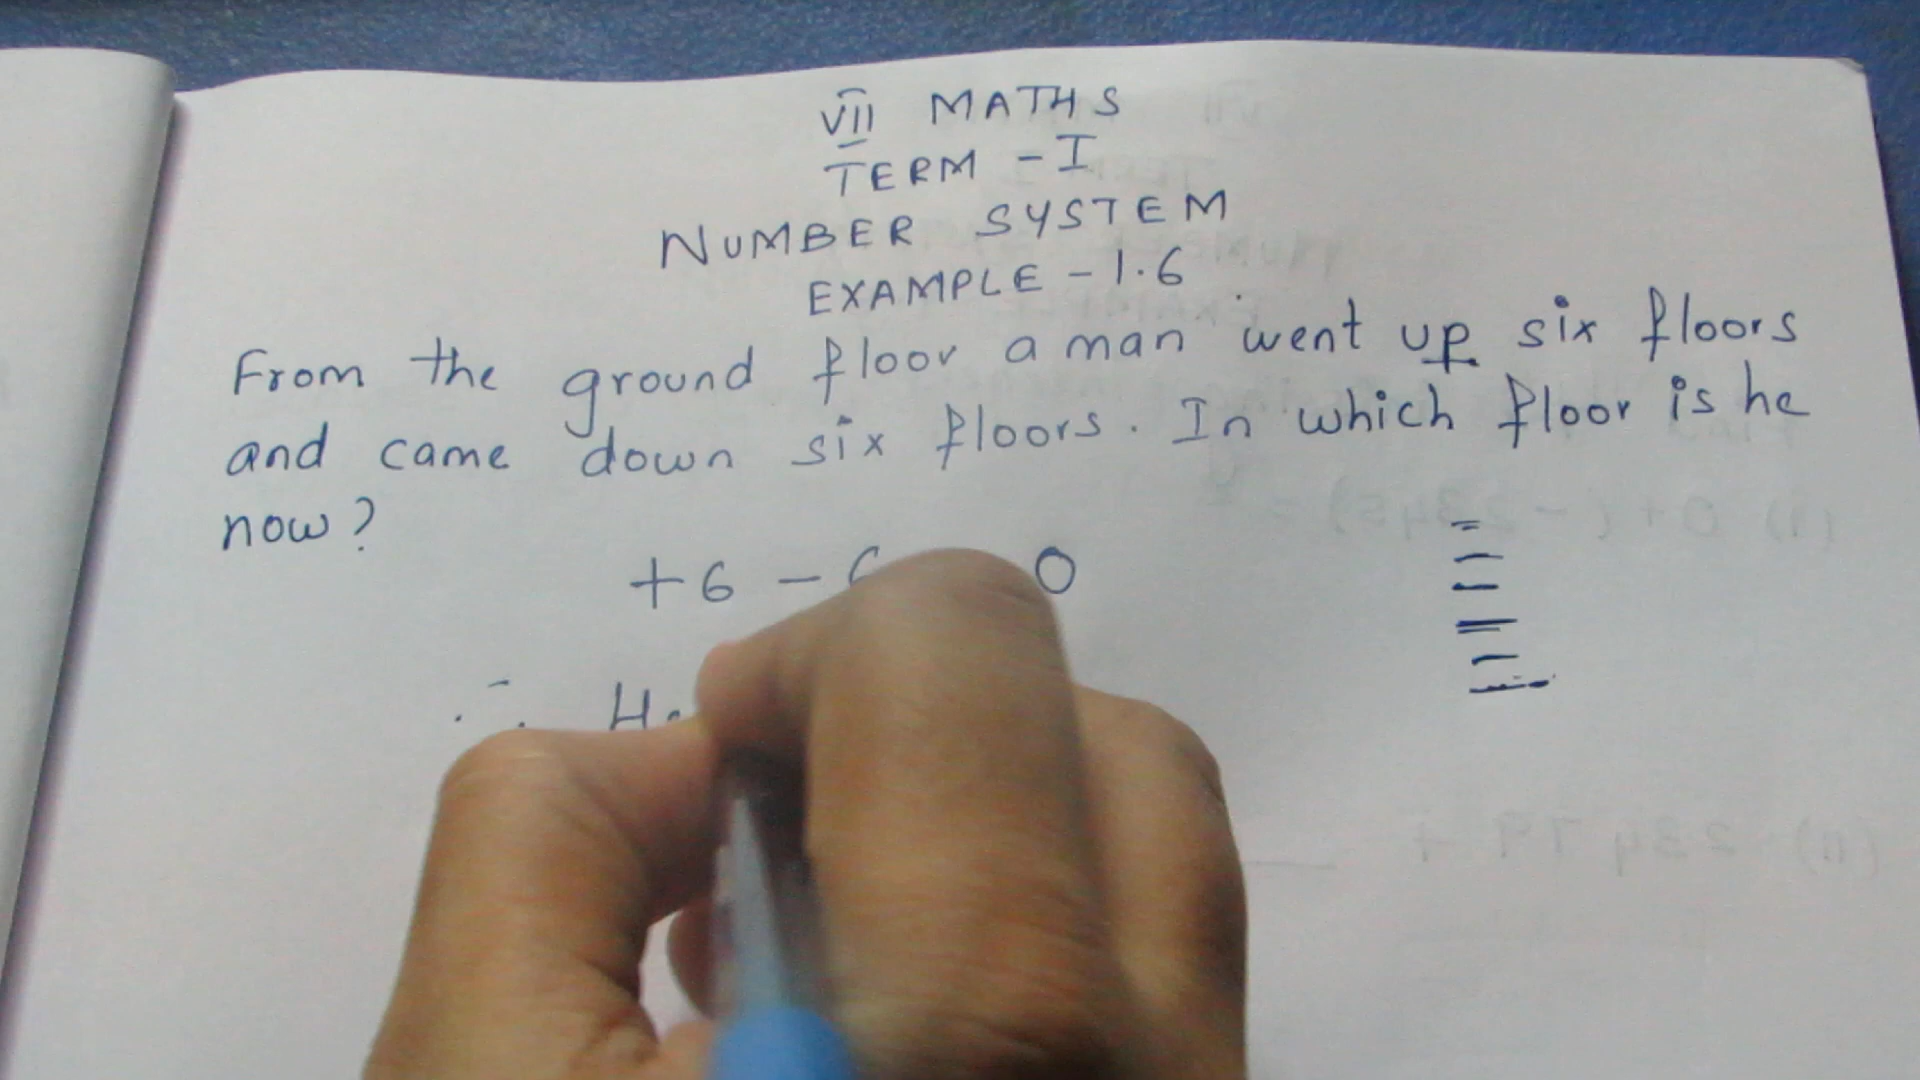 VII MATHS
TERM - I
NUMBER SYSTEM
EXAMPLE - 1.6
From the ground floor a man went up six floors
and came down six floors. In which floor is he
now?
+6 - 0
∴ He